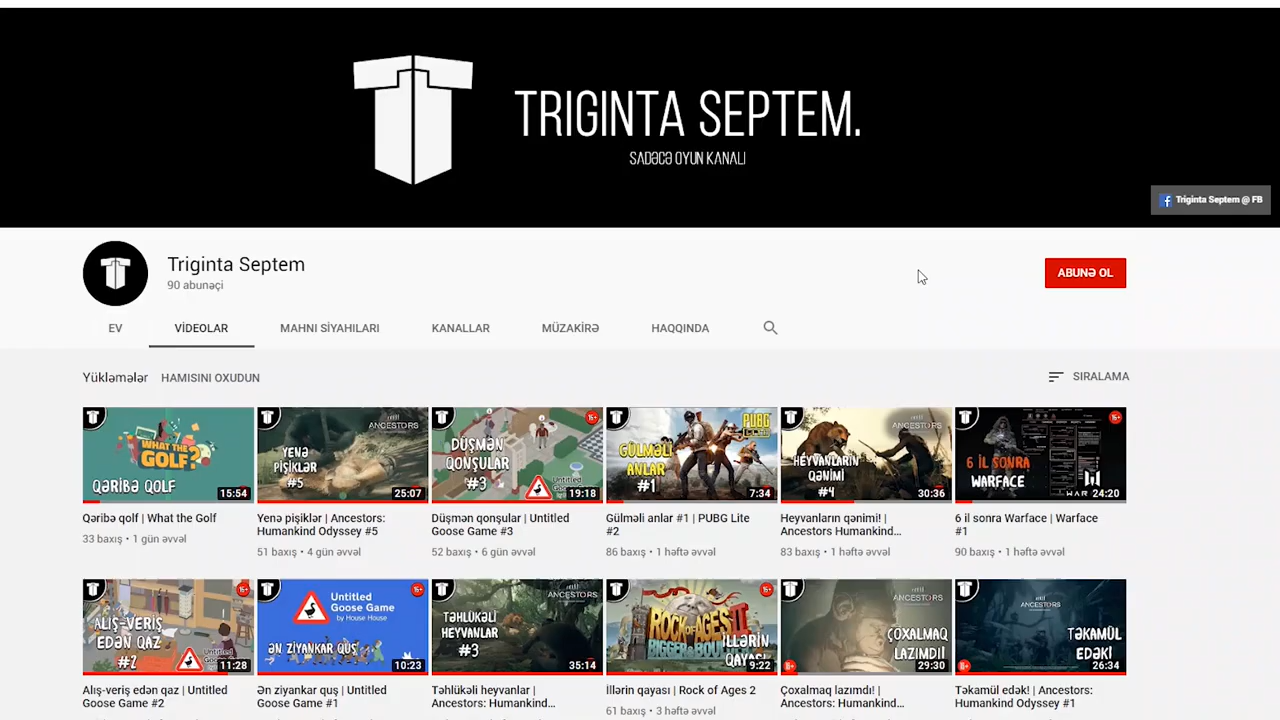 TRIGINTA SEPTEM.
SADƏCƏ OYUN KANALI
Triginta Septem @ FB
Triginta Septem
90 abunəçi
ABUNƏ OL
EV
VİDEOLAR
MAHNI SİYAHILARI
KANALLAR
MÜZAKİRƏ
HAQQINDA
Yükləmələr
HAMISINI OXUDUN
SIRALAMA
WHAT THE
GOLF?
QƏRİBƏ QOLF
15:54
ANCESTORS
YENƏ
PİŞİKLƏR
#5
25:07
DÜŞMƏN
QONŞULAR
#3
Untitled
19:18
PUBG
GÜLMƏLİ
ANLAR
#1
7:34
ANCESTORS
HEYVANLARIN
QƏNİMİ
#4
30:36
6 İL SONRA
WARFACE
24:20
Qəribə qolf | What the Golf
33 baxış • 1 gün əvvəl
Yenə pişiklər | Ancestors:
Humankind Odyssey #5
51 baxış • 4 gün əvvəl
Düşmən qonşular | Untitled
Goose Game #3
52 baxış • 6 gün əvvəl
Gülməli anlar #1 | PUBG Lite
#2
86 baxış • 1 həftə əvvəl
Heyvanların qənimi! |
Ancestors Humankind...
83 baxış • 1 həftə əvvəl
6 il sonra Warface | Warface
#1
90 baxış • 1 həftə əvvəl
ALIŞ-VERİŞ
EDƏN QAZ
#2
Untitled
11:28
Untitled
Goose Game
by House House
ƏN ZİYANKAR QUŞ
10:23
ANCESTORS
TƏHLÜKƏLİ
HEYVANLAR
#3
35:14
ROCK OF AGES II
BIGGER & BOULDER
İLLƏRİN
QAYASI
9:22
ANCESTORS
ÇOXALMAQ
LAZIMDI!
29:30
ANCESTORS
TƏKAMÜL
EDƏKİ
26:34
Alış-veriş edən qaz | Untitled
Goose Game #2
Ən ziyankar quş | Untitled
Goose Game #1
Təhlükəli heyvanlar |
Ancestors: Humankind...
İllərin qayası | Rock of Ages 2
61 baxış • 3 həftə əvvəl
Çoxalmaq lazımdı! |
Ancestors: Humankind...
Təkamül edək! | Ancestors:
Humankind Odyssey #1